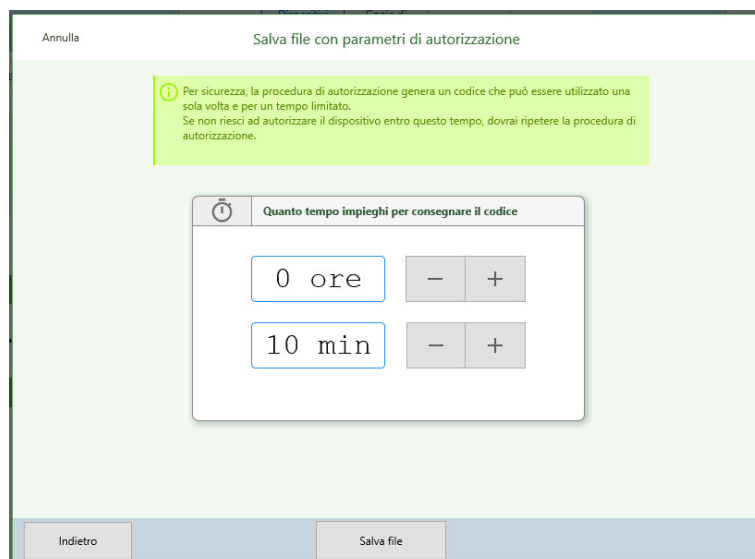 Annulla
Salva file con parametri di autorizzazione
Per sicurezza, la procedura di autorizzazione genera un codice che può essere utilizzato una
sola volta e per un tempo limitato.
Se non riesci ad autorizzare il dispositivo entro questo tempo, dovrai ripetere la procedura di
autorizzazione.
Quanto tempo impieghi per consegnare il codice
0 ore
− +
10 min
− +
Indietro
Salva file